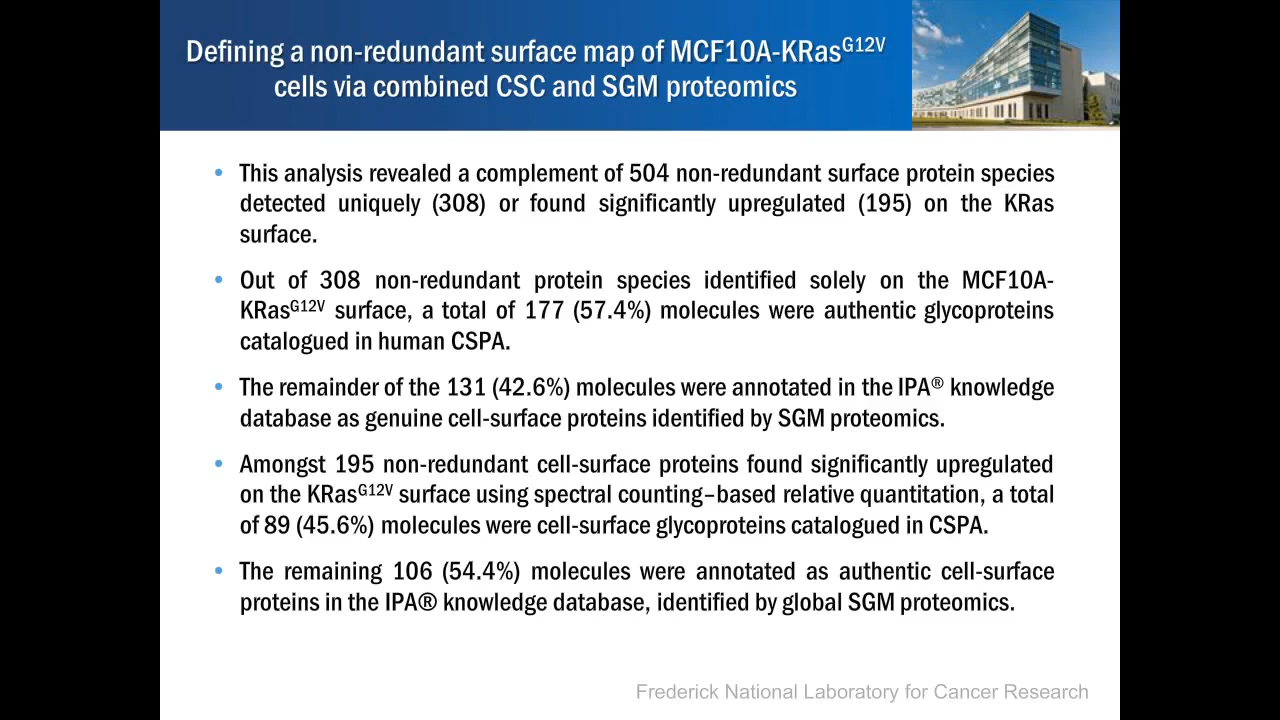 Defining a non-redundant surface map of MCF10A-KRasG12V
cells via combined CSC and SGM proteomics
• This analysis revealed a complement of 504 non-redundant surface protein species
detected uniquely (308) or found significantly upregulated (195) on the KRas
surface.
• Out of 308 non-redundant protein species identified solely on the MCF10A-
KRasG12V surface, a total of 177 (57.4%) molecules were authentic glycoproteins
catalogued in human CSPA.
• The remainder of the 131 (42.6%) molecules were annotated in the IPA® knowledge
database as genuine cell-surface proteins identified by SGM proteomics.
• Amongst 195 non-redundant cell-surface proteins found significantly upregulated
on the KRasG12V surface using spectral counting–based relative quantitation, a total
of 89 (45.6%) molecules were cell-surface glycoproteins catalogued in CSPA.
• The remaining 106 (54.4%) molecules were annotated as authentic cell-surface
proteins in the IPA® knowledge database, identified by global SGM proteomics.
Frederick National Laboratory for Cancer Research